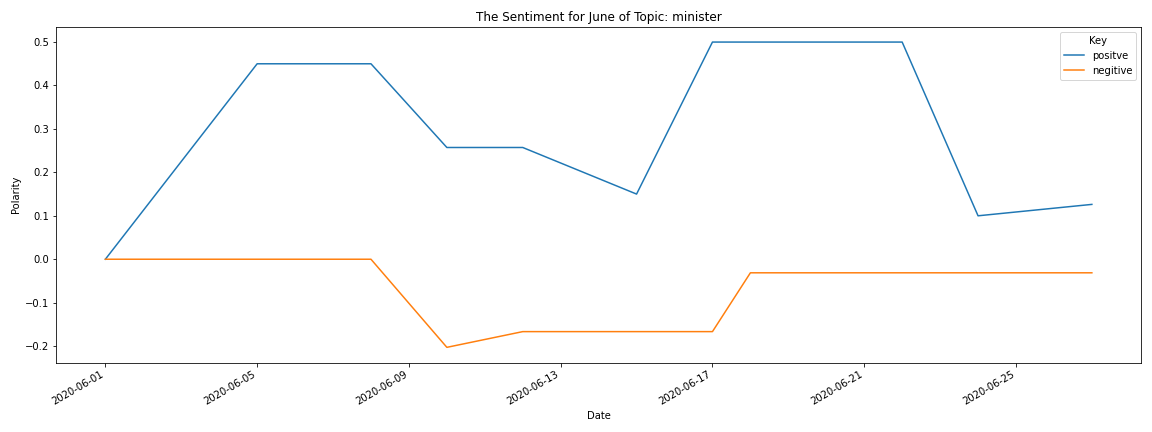 The Sentiment for June of Topic: minister
Key
positve
negitive
Polarity
0.5
0.4
0.3
0.2
0.1
0.0
−0.1
−0.2
2020-06-01
2020-06-05
2020-06-09
2020-06-13
2020-06-17
2020-06-21
2020-06-25
Date